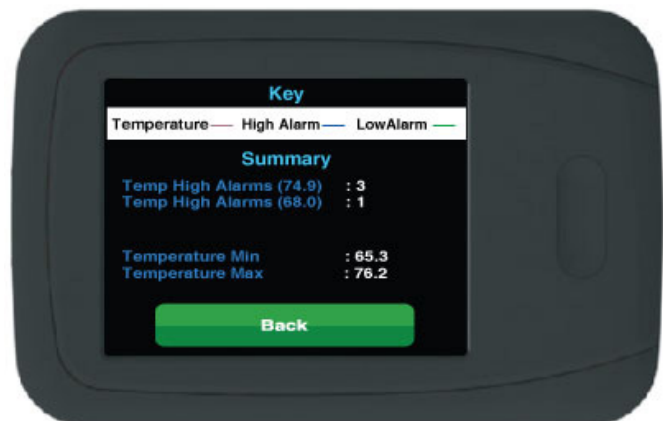 Key
Temperature High Alarm LowAlarm
Summary
Temp High Alarms (74.9) : 3
Temp High Alarms (68.0) : 1
Temperature Min : 65.3
Temperature Max : 76.2
Back